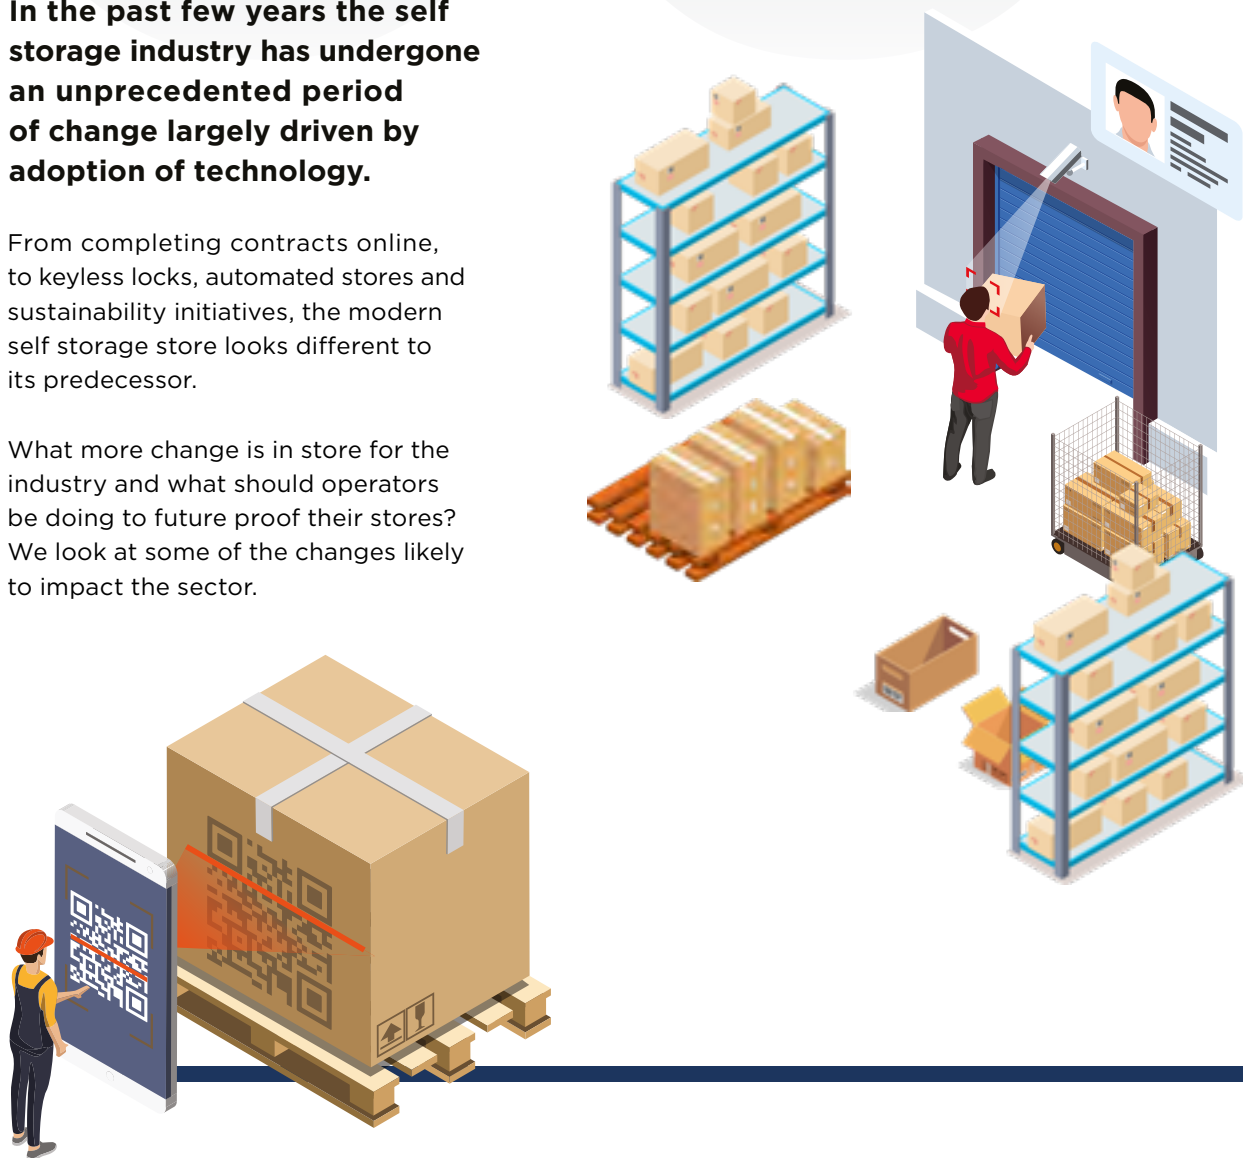 In the past few years the self
storage industry has undergone
an unprecedented period
of change largely driven by
adoption of technology.
From completing contracts online,
to keyless locks, automated stores and
sustainability initiatives, the modern
self storage store looks different to
its predecessor.
What more change is in store for the
industry and what should operators
be doing to future proof their stores?
We look at some of the changes likely
to impact the sector.